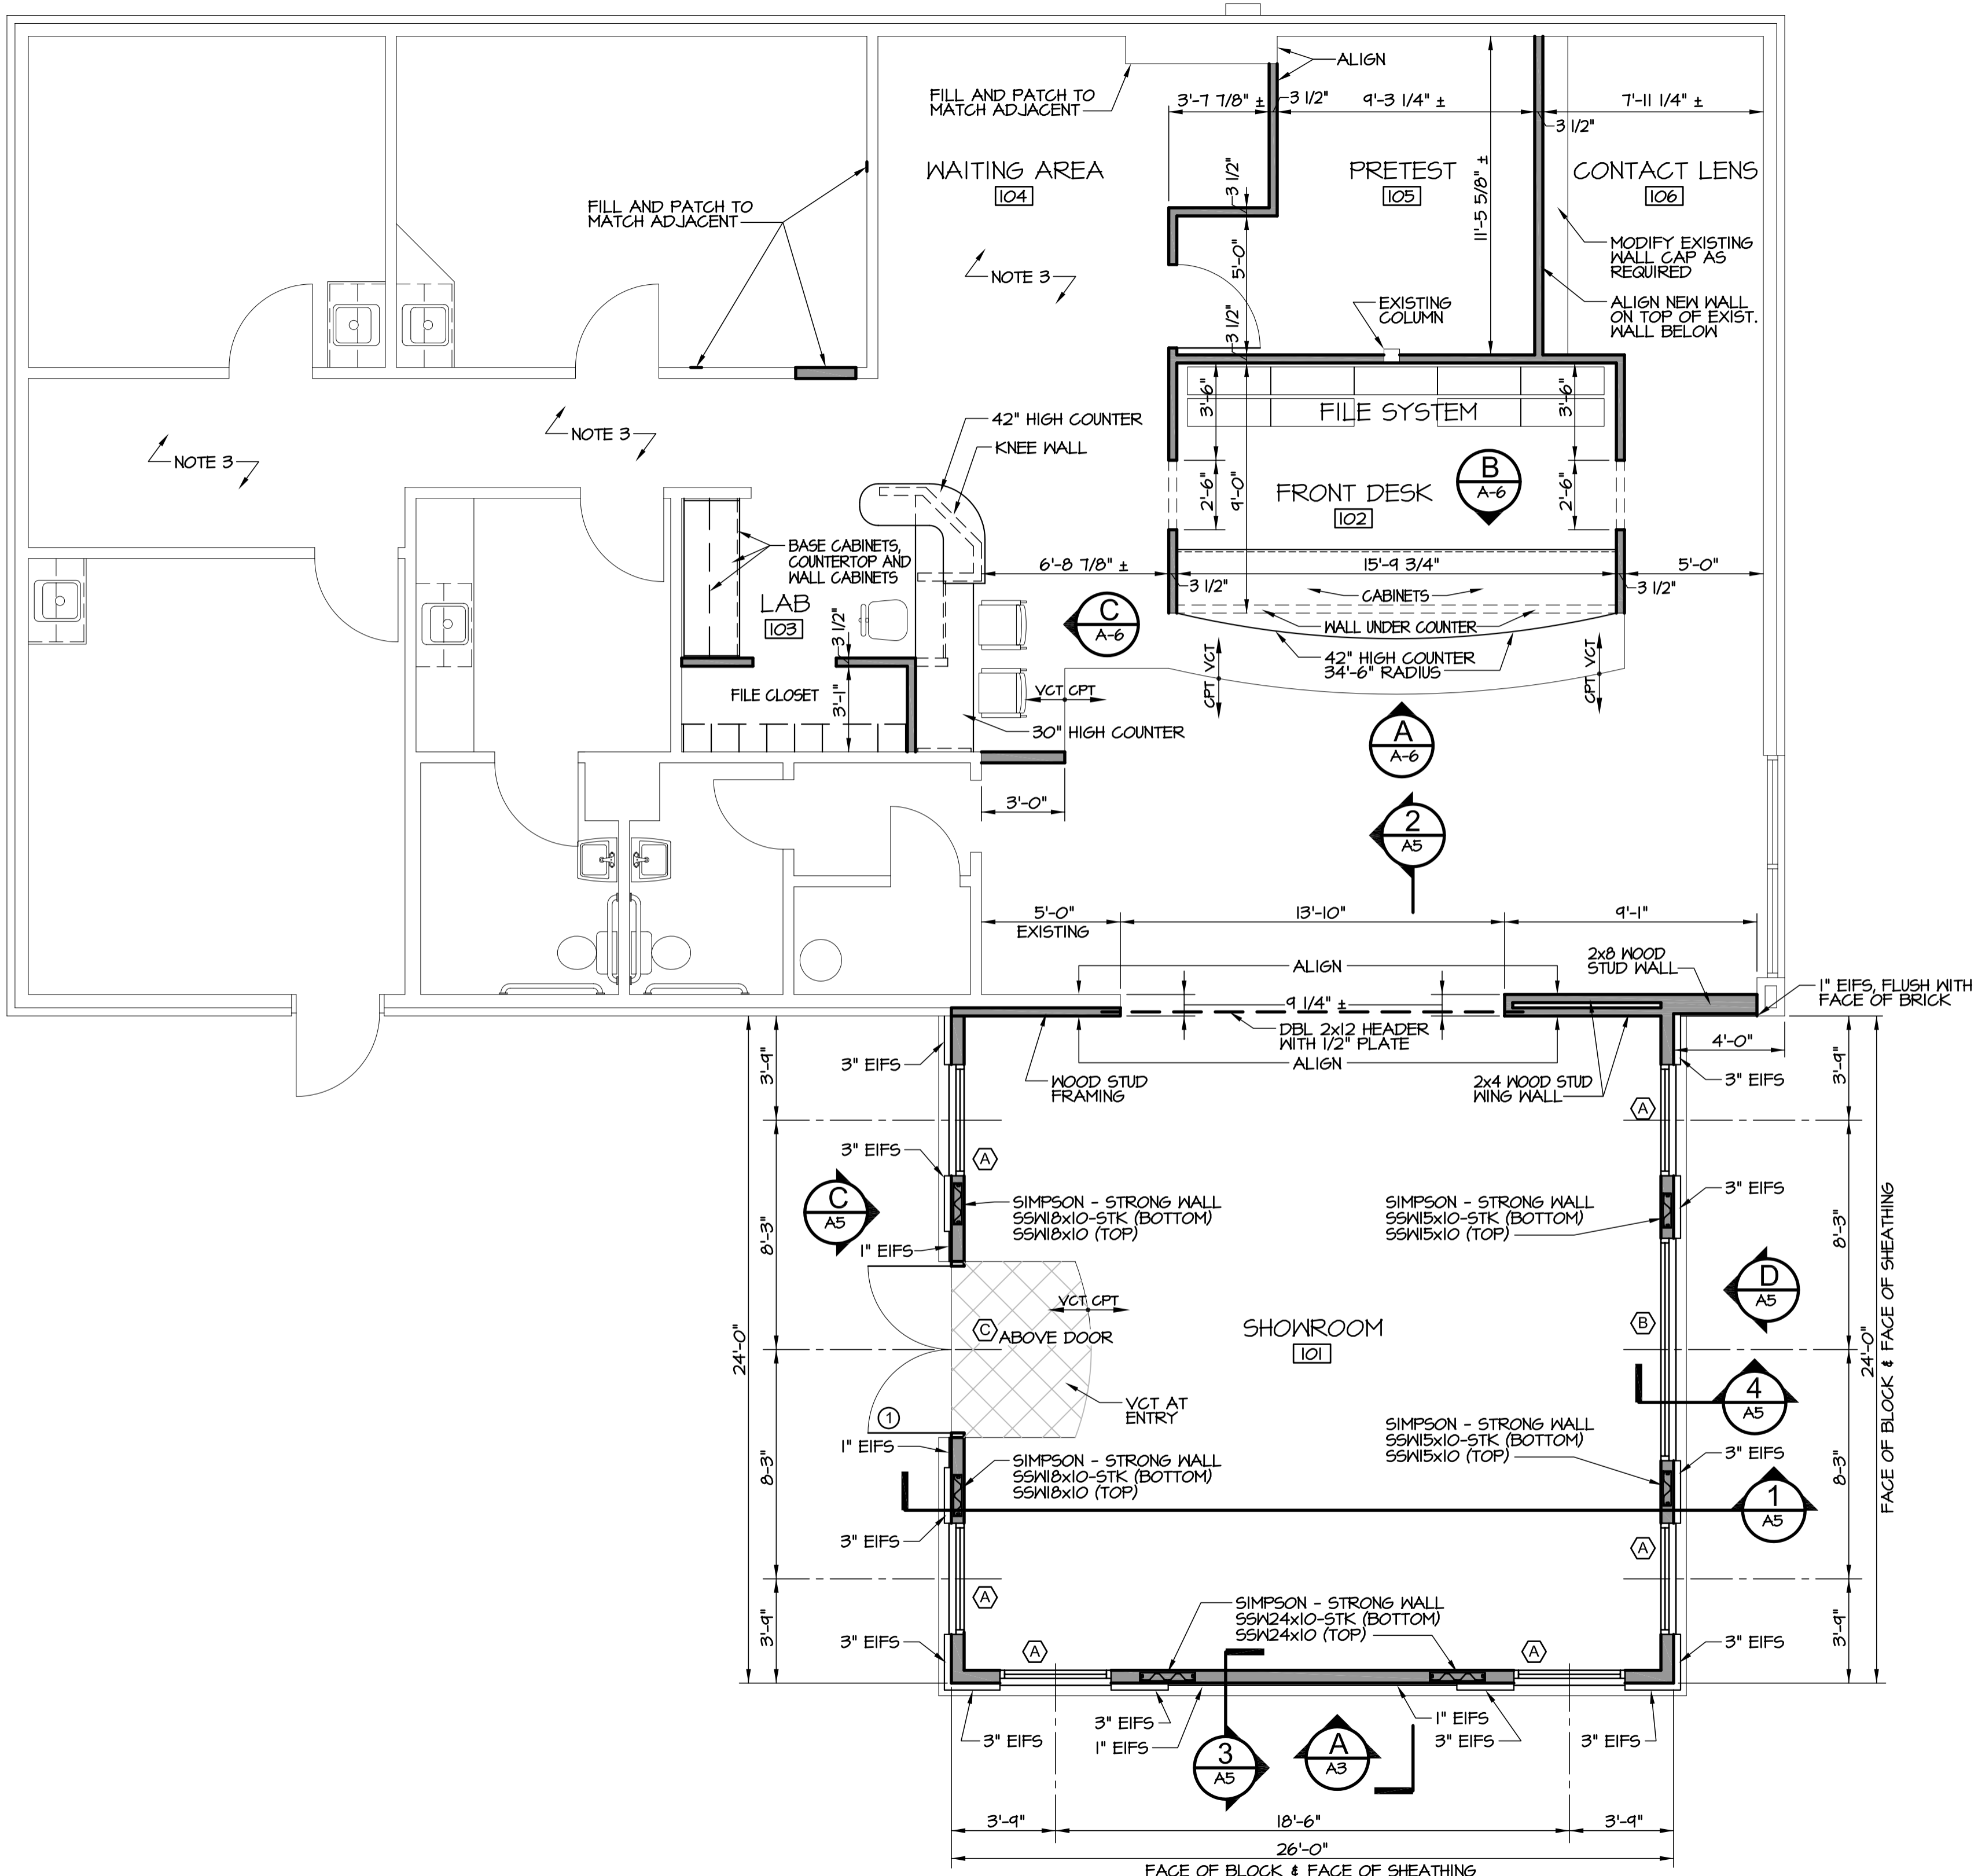 ALIGN
FILL AND PATCH TO
MATCH ADJACENT
3'-7 7/8" ±
3 1/2"
9'-3 1/4" ±
3 1/2"
7'-11 1/4" ±
WAITING AREA
104
3 1/2"
PRETEST
105
11'-5 5/8" ±
CONTACT LENS
106
FILL AND PATCH TO
MATCH ADJACENT
NOTE 3
5'-0"
MODIFY EXISTING
WALL CAP AS
REQUIRED
EXISTING
COLUMN
ALIGN NEW WALL
ON TOP OF EXIST.
WALL BELOW
3 1/2"
3'-6"
FILE SYSTEM
3'-6"
NOTE 3
NOTE 3
42" HIGH COUNTER
KNEE WALL
2'-6"
9'-0"
FRONT DESK
102
B
A-6
2'-6"
BASE CABINETS,
COUNTERTOP AND
WALL CABINETS
LAB
103
3 1/2"
6'-8 7/8" ±
3 1/2"
15'-9 3/4"
3 1/2"
5'-0"
CABINETS
C
A-6
WALL UNDER COUNTER
42" HIGH COUNTER
34'-6" RADIUS
CPT VCT
CPT VCT
FILE CLOSET
3'-1"
VCT CPT
30" HIGH COUNTER
A
A-6
3'-0"
2
A5
5'-0"
EXISTING
13'-10"
9'-1"
2x8 WOOD
STUD WALL
ALIGN
1" EIFS, FLUSH WITH
FACE OF BRICK
9 1/4" ±
DBL 2x12 HEADER
WITH 1/2" PLATE
ALIGN
4'-0"
3'-9"
3" EIFS
WOOD STUD
FRAMING
2x4 WOOD STUD
WING WALL
3" EIFS
3'-9"
A
3" EIFS
A
3" EIFS
C
A5
SIMPSON - STRONG WALL
SSW18x10-STK (BOTTOM)
SSW18x10 (TOP)
SIMPSON - STRONG WALL
SSW15x10-STK (BOTTOM)
SSW15x10 (TOP)
8'-3"
1" EIFS
8'-3"
D
A5
VCT CPT
C
ABOVE DOOR
SHOWROOM
101
B
24'-0"
24'-0"
FACE OF BLOCK & FACE OF SHEATHING
4
A5
VCT AT
ENTRY
1
1" EIFS
SIMPSON - STRONG WALL
SSW18x10-STK (BOTTOM)
SSW18x10 (TOP)
SIMPSON - STRONG WALL
SSW15x10-STK (BOTTOM)
SSW15x10 (TOP)
3" EIFS
8-3"
8-3"
1
A5
3" EIFS
A
A
SIMPSON - STRONG WALL
SSW24x10-STK (BOTTOM)
SSW24x10 (TOP)
3'-9"
3" EIFS
A
A
3" EIFS
3'-9"
3" EIFS
3" EIFS
1" EIFS
3
A5
A
A3
1" EIFS
3" EIFS
3" EIFS
3'-9"
18'-6"
3'-9"
26'-0"
FACE OF BLOCK & FACE OF SHEATHING